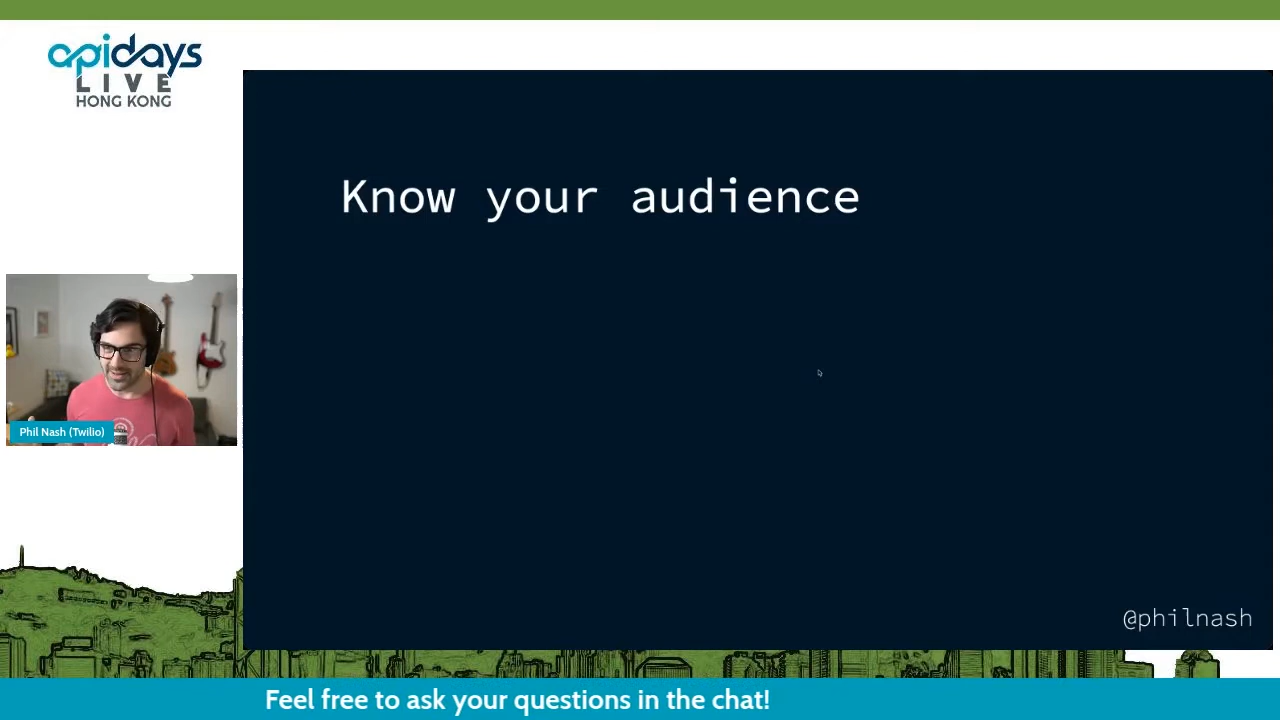 apidays
LIVE
HONG KONG
Know your audience
Phil Nash (Twilio)
@philnash
Feel free to ask your questions in the chat!